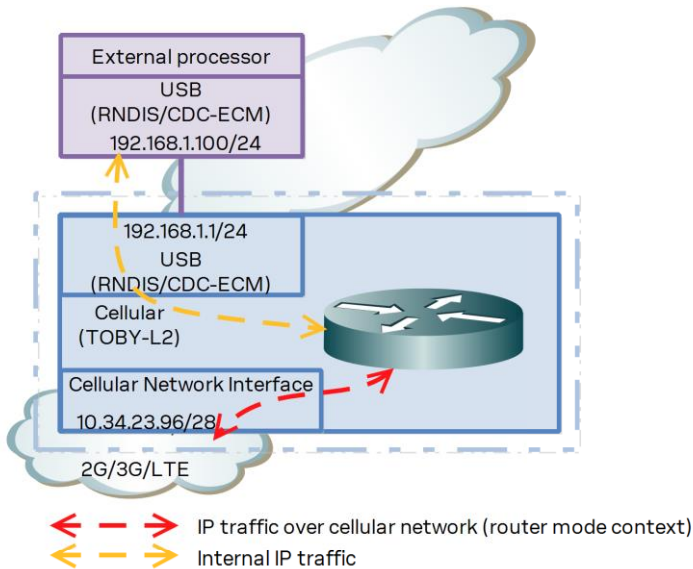 External processor
USB
(RNDIS/CDC-ECM)
192.168.1.100/24
192.168.1.1/24
USB
(RNDIS/CDC-ECM)
Cellular
(TOBY-L2)
Cellular Network Interface
10.34.23.96/28
2G/3G/LTE
IP traffic over cellular network (router mode context)
Internal IP traffic